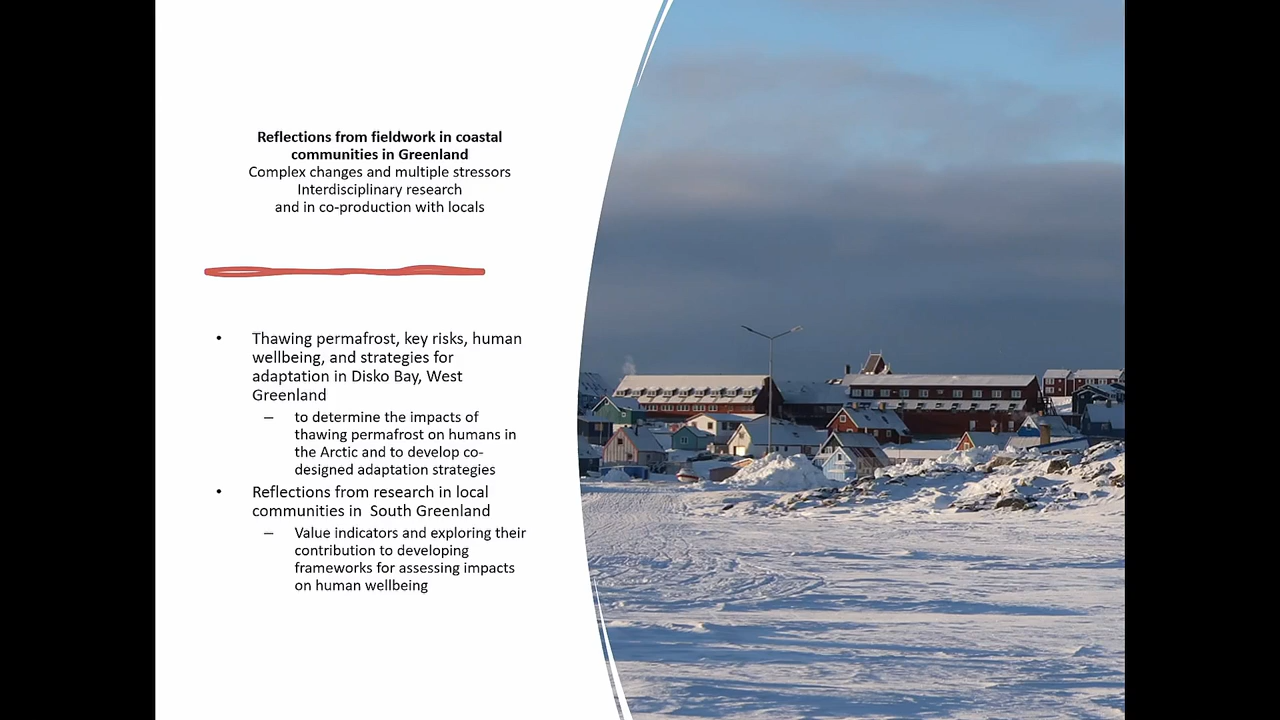 Reflections from fieldwork in coastal
communities in Greenland
Complex changes and multiple stressors
Interdisciplinary research
and in co-production with locals
• Thawing permafrost, key risks, human
wellbeing, and strategies for
adaptation in Disko Bay, West
Greenland
– to determine the impacts of
thawing permafrost on humans in
the Arctic and to develop co-
designed adaptation strategies
• Reflections from research in local
communities in  South Greenland
– Value indicators and exploring their
contribution to developing
frameworks for assessing impacts
on human wellbeing